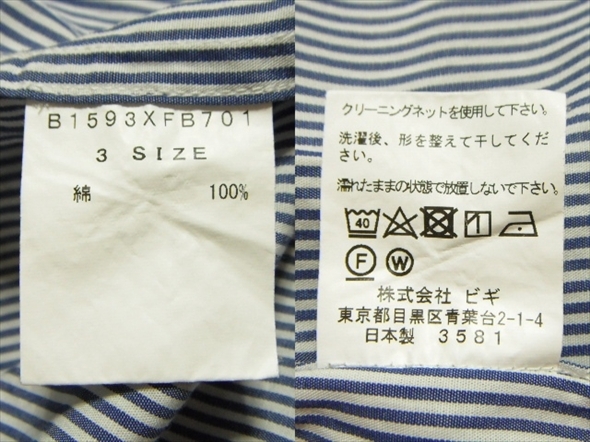 B1593XFB701
3 SIZE
綿 100%
クリーニングネットを使用して下さい。
洗濯後、形を整えて干してくだ
さい。
濡れたままの状態で放置しないで下さい。
40
F W
株式会社 ビギ
東京都目黒区青葉台2-1-4
日本製 3581